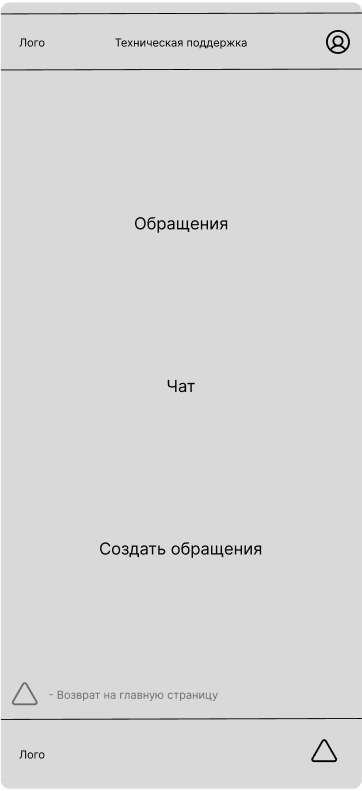 Лого
Техническая поддержка
Обращения
Чат
Создать обращения
- Возврат на главную страницу
Лого